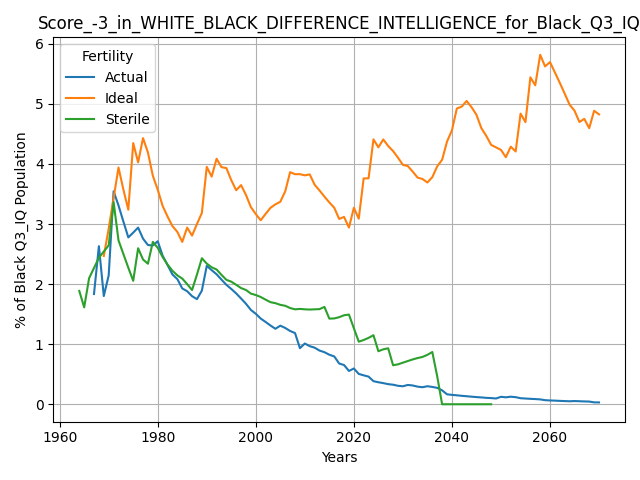 Score_-3_in_WHITE_BLACK_DIFFERENCE_INTELLIGENCE_for_Black_Q3_IQ
6
5
4
3
2
1
0
% of Black Q3_IQ Population
Fertility
Actual
Ideal
Sterile
1960
1980
2000
2020
2040
2060
Years